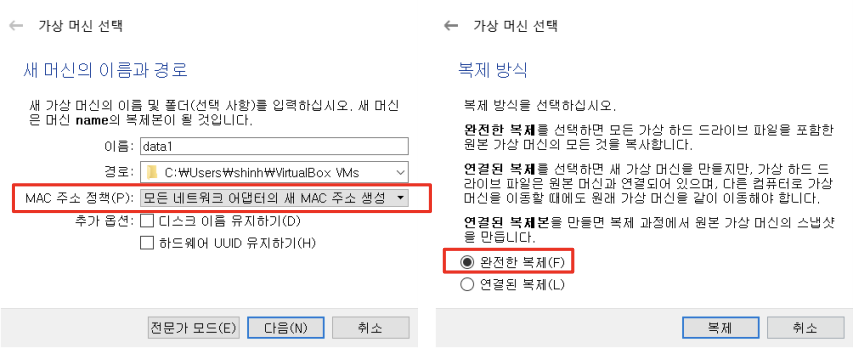 ← 가상 머신 선택
새 머신의 이름과 경로
새 가상 머신의 이름 및 폴더(선택 사항)를 입력하십시오. 새 머신
은 머신 name의 복제본이 될 것입니다.
이름: data1
경로: C:₩Users₩shinh₩VirtualBox VMs
MAC 주소 정책(P): 모든 네트워크 어댑터의 새 MAC 주소 생성
추가 옵션: 디스크 이름 유지하기(D)
하드웨어 UUID 유지하기(H)
전문가 모드(E) 다음(N) 취소
← 가상 머신 선택
복제 방식
복제 방식을 선택하십시오.
완전한 복제를 선택하면 모든 가상 하드 드라이브 파일을 포함한
원본 가상 머신의 모든 것을 복사합니다.
연결된 복제를 선택하면 새 가상 머신을 만들지만, 가상 하드 드
라이브 파일은 원본 머신과 연결되어 있으며, 다른 컴퓨터로 가상
머신을 이동할 때에도 원래 가상 머신을 같이 이동해야 합니다.
연결된 복제본을 만들면 복제 과정에서 원본 가상 머신의 스냅샷
을 만듭니다.
완전한 복제(F)
연결된 복제(L)
복제 취소